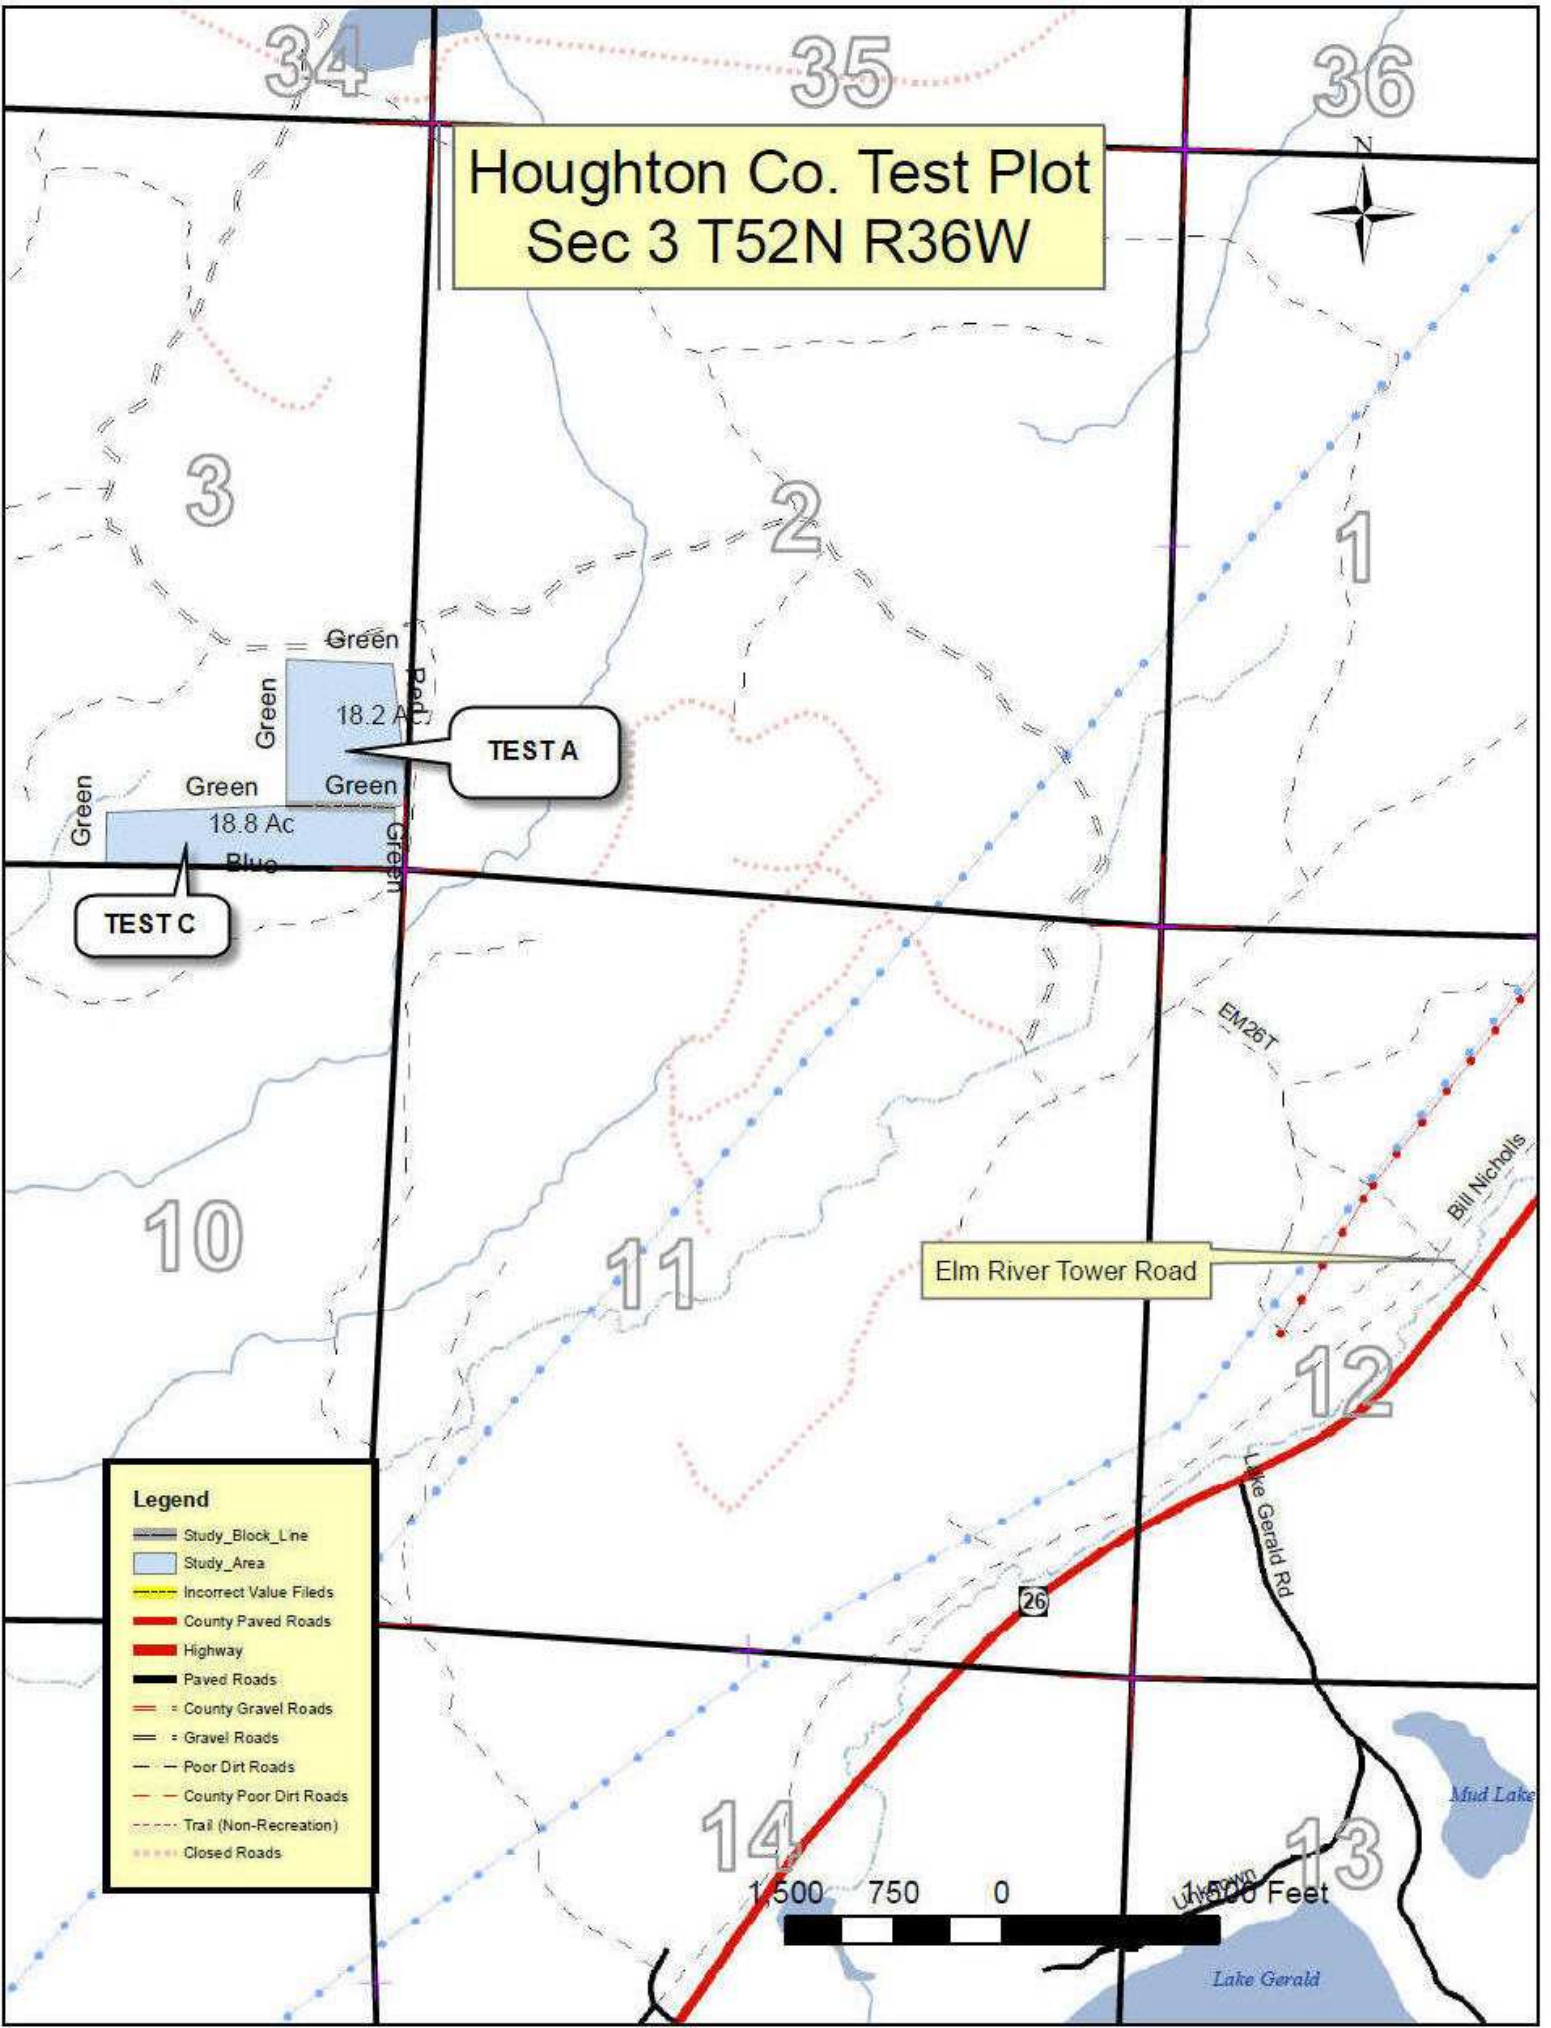 34
35
36
Houghton Co. Test Plot
Sec 3 T52N R36W
N
3
2
1
Green
Green
Red
18.2 Ac
TEST A
Green
Green
Green
18.8 Ac
Green
Blue
TEST C
EM26T
Bill Nicholls
10
11
Elm River Tower Road
12
Lake Gerald Rd
26
Legend
Study_Block_Line
Study_Area
Incorrect Value Fileds
County Paved Roads
Highway
Paved Roads
County Gravel Roads
Gravel Roads
Poor Dirt Roads
County Poor Dirt Roads
Trail (Non-Recreation)
Closed Roads
Mud Lake
14
13
Unknown
1,500 750 0 1,500 Feet
Lake Gerald